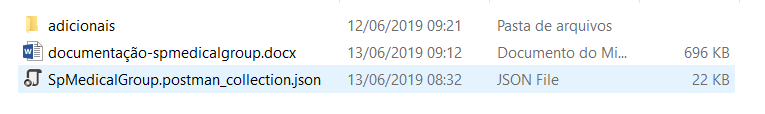 adicionais 12/06/2019 09:21 Pasta de arquivos
documentação-spmedicalgroup.docx 13/06/2019 09:12 Documento do Mi... 696 KB
SpMedicalGroup.postman_collection.json 13/06/2019 08:32 JSON File 22 KB